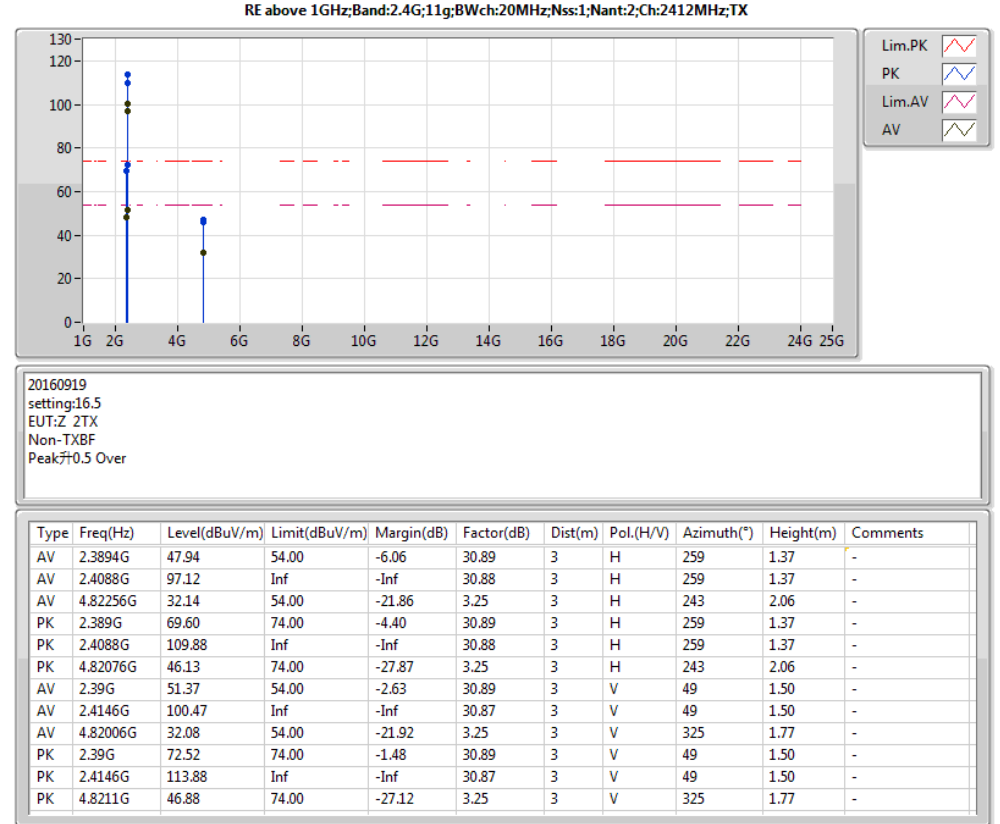 RE above 1GHz;Band:2.4G;11g;BWch:20MHz;Nss:1;Nant:2;Ch:2412MHz;TX
130
120
100
80
60
40
20
0
1G 2G 4G 6G 8G 10G 12G 14G 16G 18G 20G 22G 24G 25G
Lim.PK
PK
Lim.AV
AV
20160919
setting:16.5
EUT:Z 2TX
Non-TXBF
Peak升0.5 Over
Type Freq(Hz) Level(dBuV/m) Limit(dBuV/m) Margin(dB) Factor(dB) Dist(m) Pol.(H/V) Azimuth(°) Height(m) Comments
AV 2.3894G 47.94 54.00 -6.06 30.89 3 H 259 1.37 -
AV 2.4088G 97.12 Inf -Inf 30.88 3 H 259 1.37 -
AV 4.82256G 32.14 54.00 -21.86 3.25 3 H 243 2.06 -
PK 2.389G 69.60 74.00 -4.40 30.89 3 H 259 1.37 -
PK 2.4088G 109.88 Inf -Inf 30.88 3 H 259 1.37 -
PK 4.82076G 46.13 74.00 -27.87 3.25 3 H 243 2.06 -
AV 2.39G 51.37 54.00 -2.63 30.89 3 V 49 1.50 -
AV 2.4146G 100.47 Inf -Inf 30.87 3 V 49 1.50 -
AV 4.82006G 32.08 54.00 -21.92 3.25 3 V 325 1.77 -
PK 2.39G 72.52 74.00 -1.48 30.89 3 V 49 1.50 -
PK 2.4146G 113.88 Inf -Inf 30.87 3 V 49 1.50 -
PK 4.8211G 46.88 74.00 -27.12 3.25 3 V 325 1.77 -